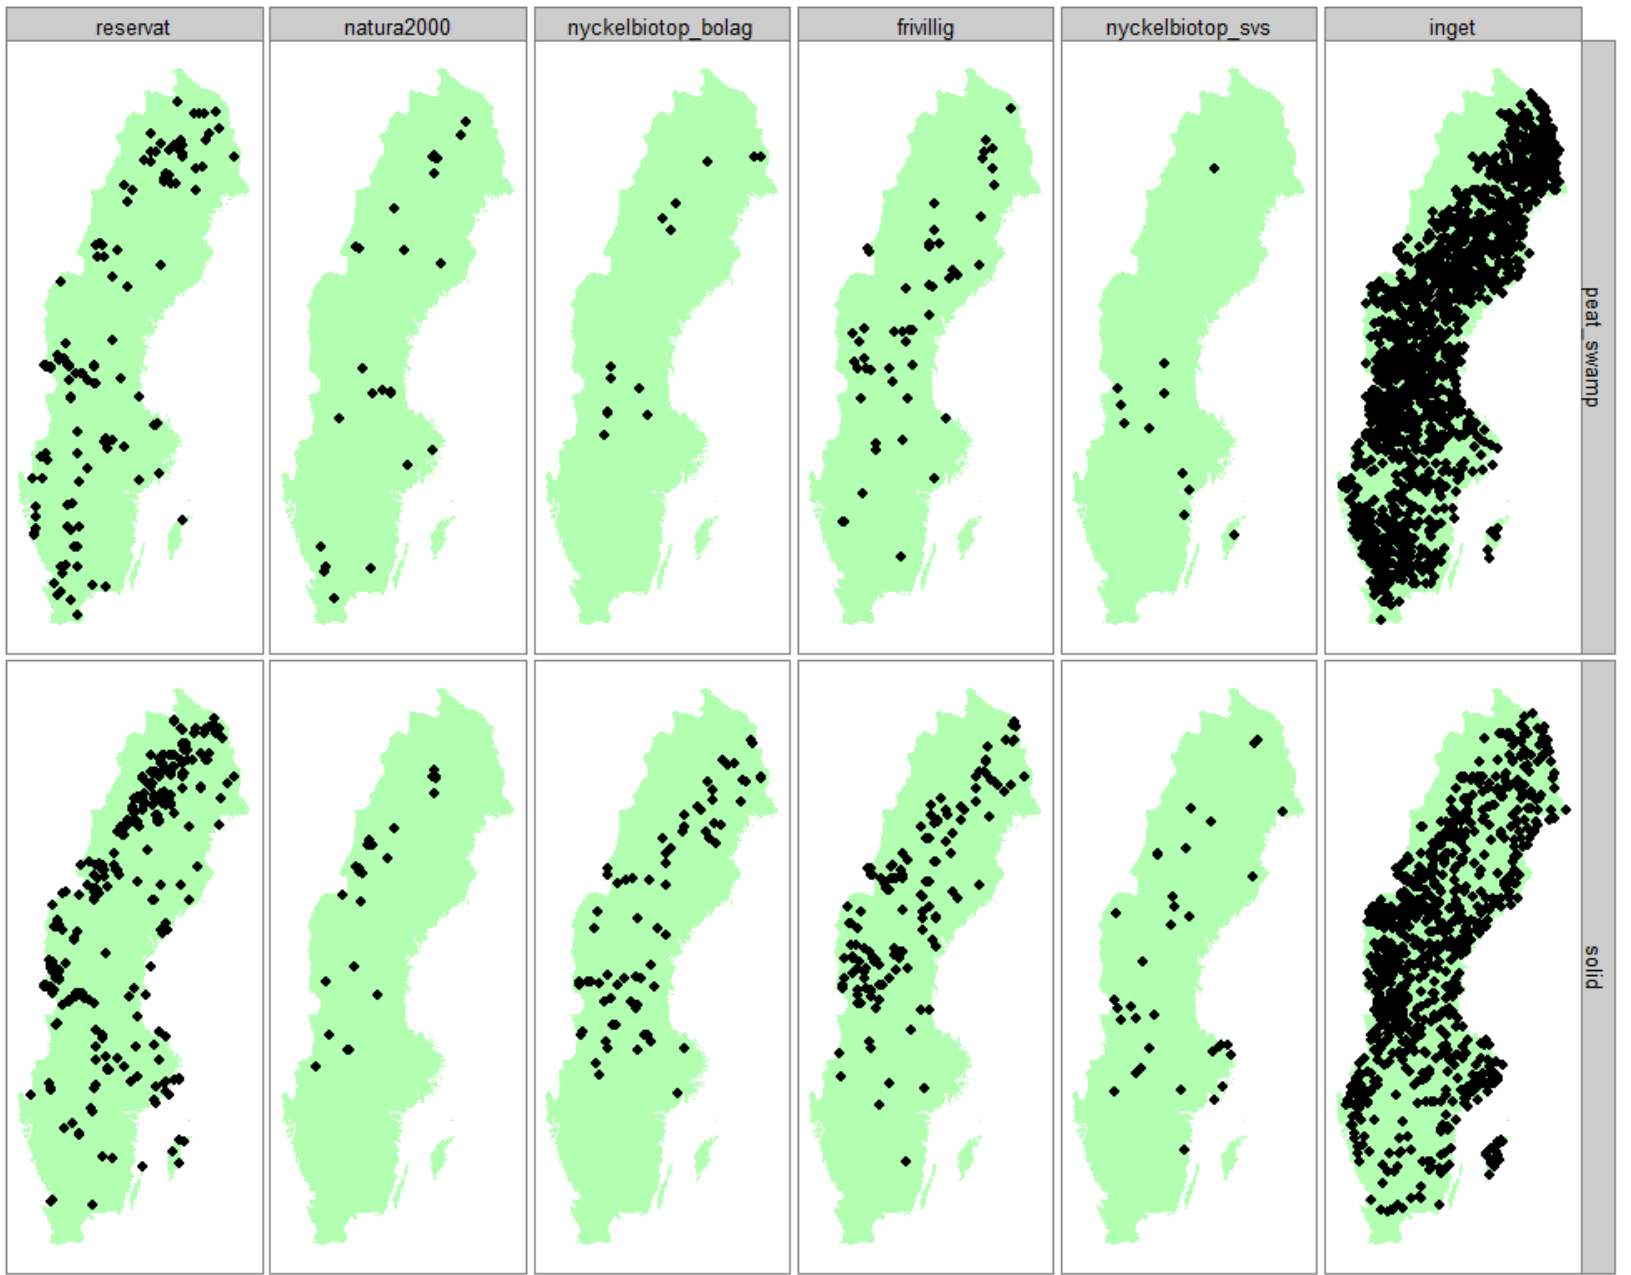 reservat
natura2000
nyckelbiotop_bolag
frivillig
nyckelbiotop_svs
inget
peat_swamp
solid